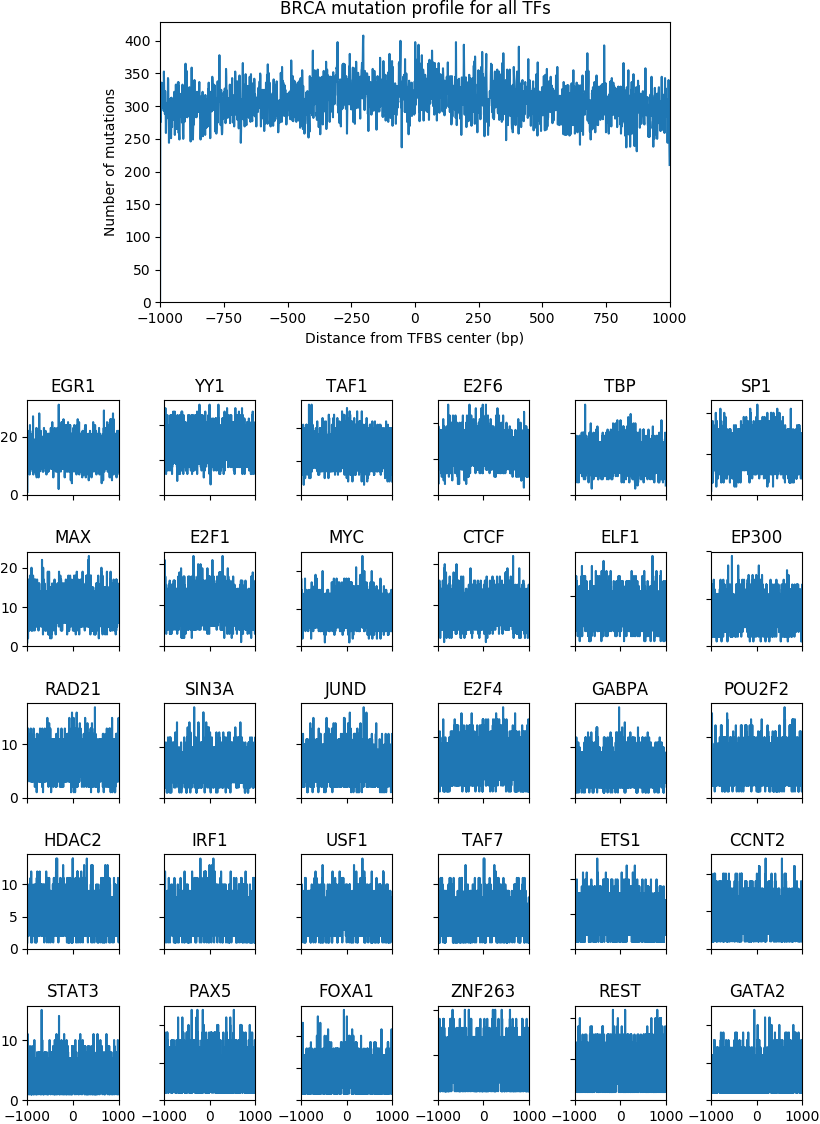 BRCA mutation profile for all TFs
400
350
300
250
200
150
100
50
0
Number of mutations
−1000 −750 −500 −250 0 250 500 750 1000
Distance from TFBS center (bp)
EGR1 YY1 TAF1 E2F6 TBP SP1
20
0
MAX E2F1 MYC CTCF ELF1 EP300
20
10
0
RAD21 SIN3A JUND E2F4 GABPA POU2F2
10
0
HDAC2 IRF1 USF1 TAF7 ETS1 CCNT2
10
5
0
STAT3 PAX5 FOXA1 ZNF263 REST GATA2
10
0
−1000 0 1000 −1000 0 1000 −1000 0 1000 −1000 0 1000 −1000 0 1000 −1000 0 1000